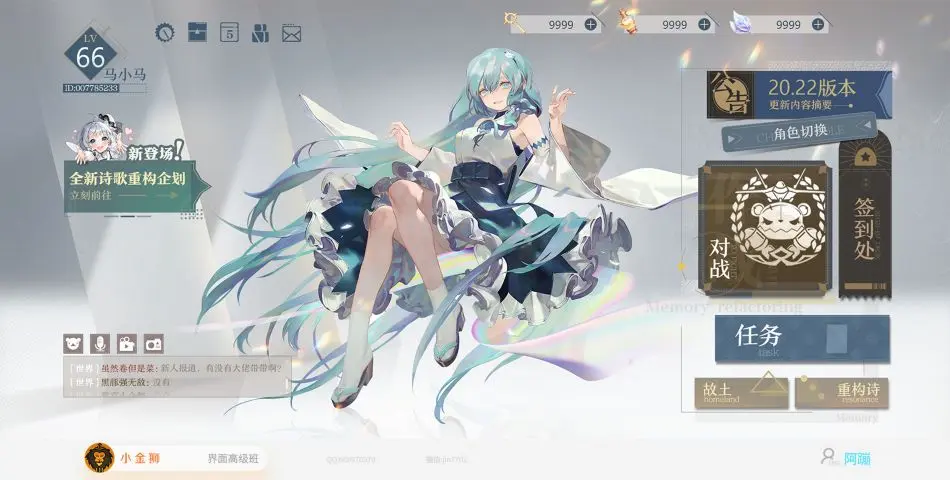 LV
66
马小马
ID:007785233
5
9999
9999
9999
新登场!
全新诗歌重构企划
立刻前往
公告
20.22版本
更新内容摘要
角色切换
对战
签到处
Memory refactoring
任务
task
故土
homeland
重构诗
resonance
Memory
[世界] 虽然卷但是菜: 新人报道, 有没有大佬带带啊?
[世界] 黑豚强无敌: 没有
小金狮
界面高级班
阿蹦